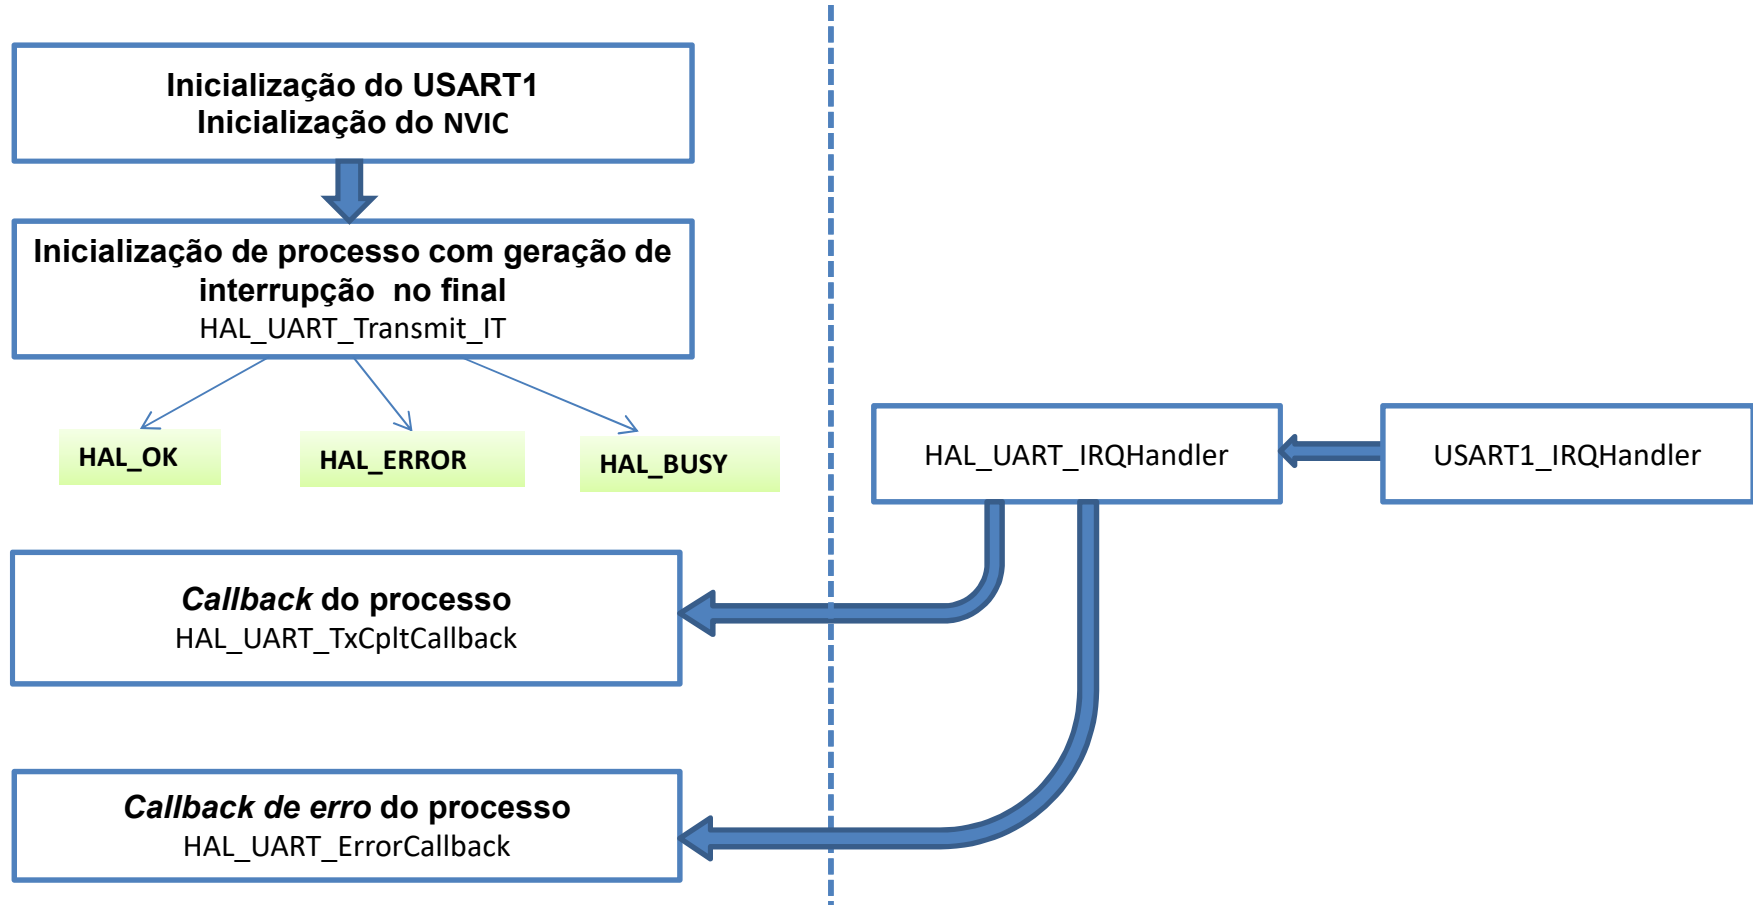 Inicialização do USART1
Inicialização do NVIC
Inicialização de processo com geração de
interrupção no final
HAL_UART_Transmit_IT
HAL_OK
HAL_ERROR
HAL_BUSY
HAL_UART_IRQHandler
USART1_IRQHandler
Callback do processo
HAL_UART_TxCpltCallback
Callback de erro do processo
HAL_UART_ErrorCallback